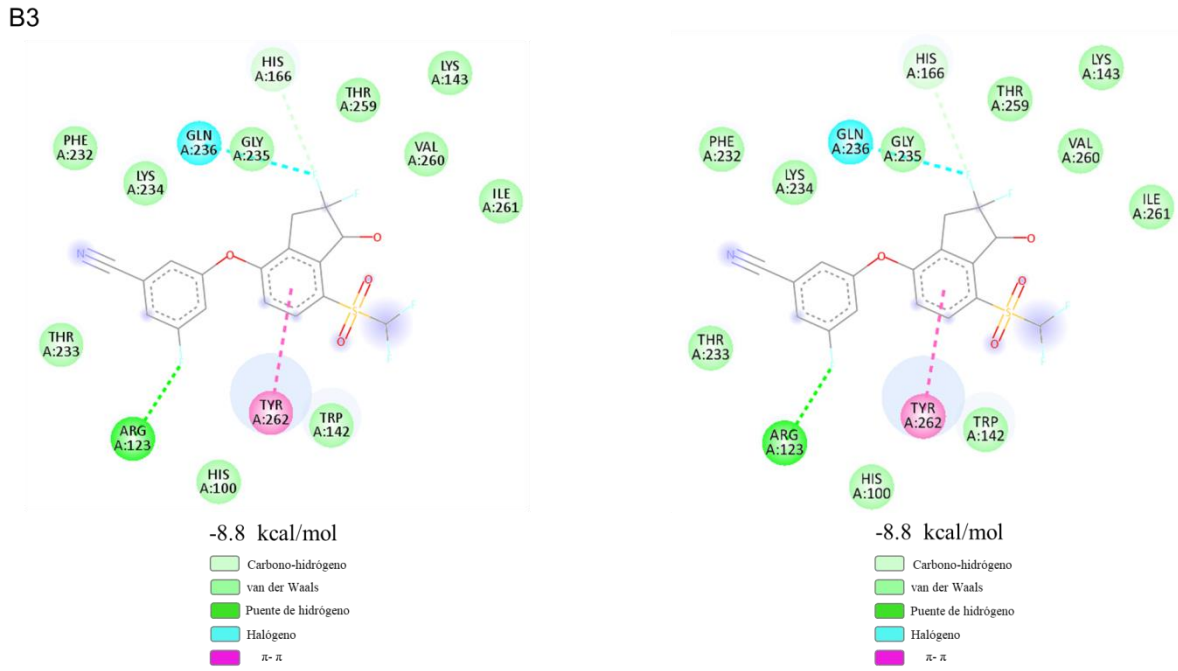 B3
HIS
A:166
LYS
A:143
THR
A:259
GLN
A:236
GLY
A:235
VAL
A:260
PHE
A:232
LYS
A:234
ILE
A:261
F
O
N
O
O
S
O
F
F
THR
A:233
TYR
A:262
TRP
A:142
ARG
A:123
HIS
A:100
-8.8 kcal/mol
Carbono-hidrógeno
van der Waals
Puente de hidrógeno
Halógeno
π- π
HIS
A:166
LYS
A:143
THR
A:259
GLN
A:236
GLY
A:235
VAL
A:260
PHE
A:232
LYS
A:234
ILE
A:261
F
O
N
O
O
S
O
F
F
THR
A:233
TYR
A:262
TRP
A:142
ARG
A:123
HIS
A:100
-8.8 kcal/mol
Carbono-hidrógeno
van der Waals
Puente de hidrógeno
Halógeno
π- π